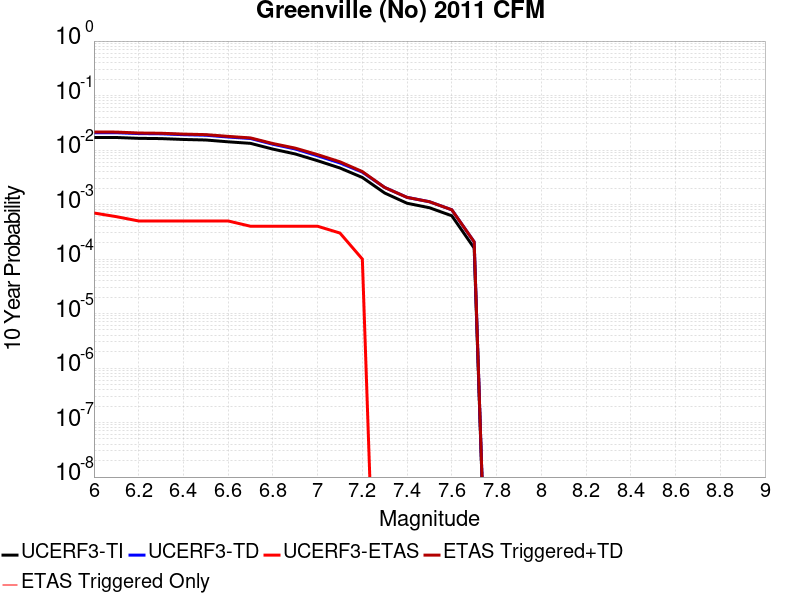 Greenville (No) 2011 CFM
10 0
10 -1
10 -2
10 -3
10 -4
10 -5
10 -6
10 -7
10 -8
10 Year Probability
6 6.2 6.4 6.6 6.8 7 7.2 7.4 7.6 7.8 8 8.2 8.4 8.6 8.8 9
Magnitude
UCERF3-TI UCERF3-TD UCERF3-ETAS ETAS Triggered+TD
ETAS Triggered Only